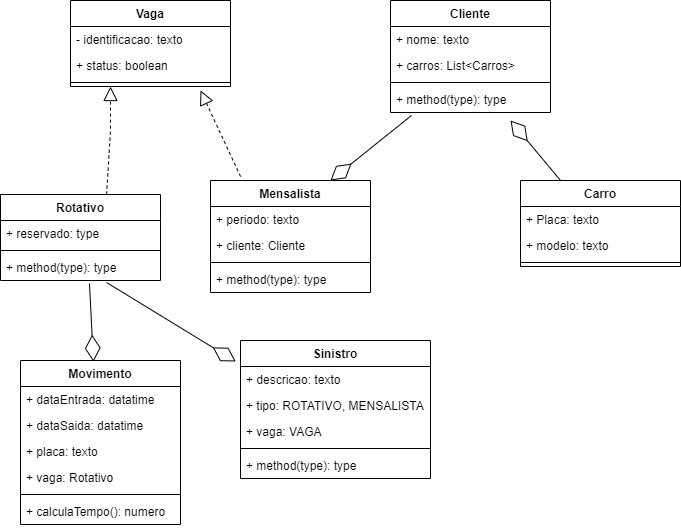 Vaga
- identificacao: texto
+ status: boolean
Cliente
+ nome: texto
+ carros: List<Carros>
+ method(type): type
Rotativo
+ reservado: type
+ method(type): type
Mensalista
+ periodo: texto
+ cliente: Cliente
+ method(type): type
Carro
+ Placa: texto
+ modelo: texto
Movimento
+ dataEntrada: datatime
+ dataSaida: datatime
+ placa: texto
+ vaga: Rotativo
+ calculaTempo(): numero
Sinistro
+ descricao: texto
+ tipo: ROTATIVO, MENSALISTA
+ vaga: VAGA
+ method(type): type